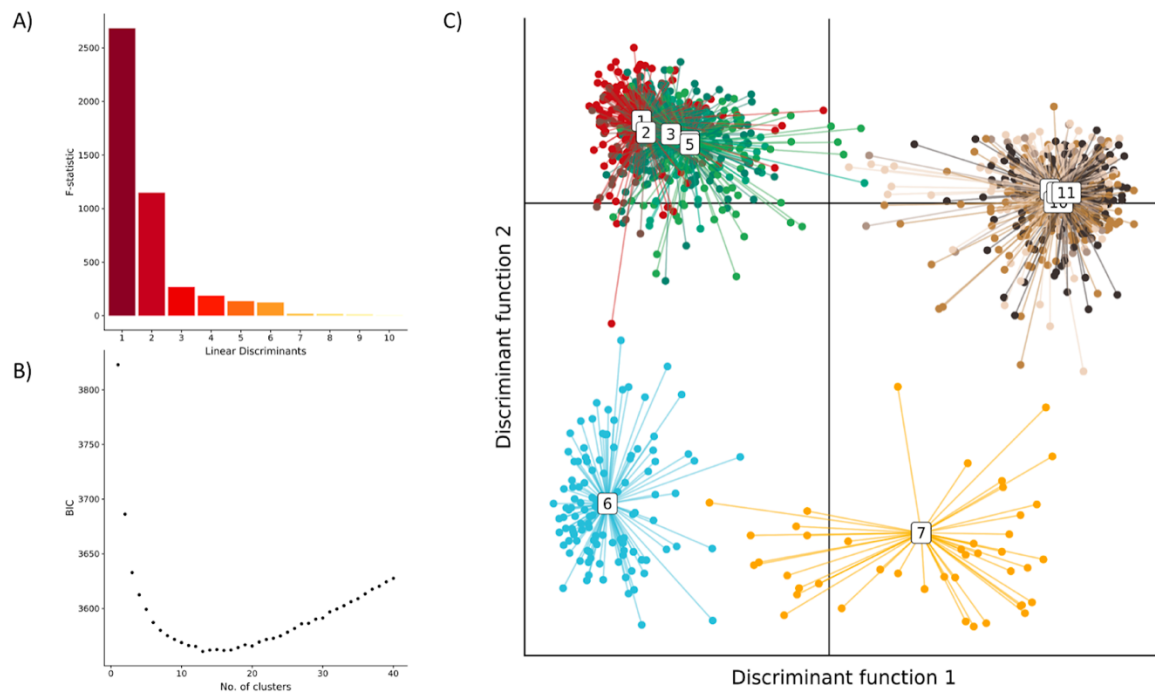 A)
F-statistic
2500
2000
1500
1000
500
0
1 2 3 4 5 6 7 8 9 10
Linear Discriminants
B)
BIC
3800
3750
3700
3650
3600
0 10 20 30 40
No. of clusters
C)
Discriminant function 2
1
2
3
5
11
10
6
7
Discriminant function 1